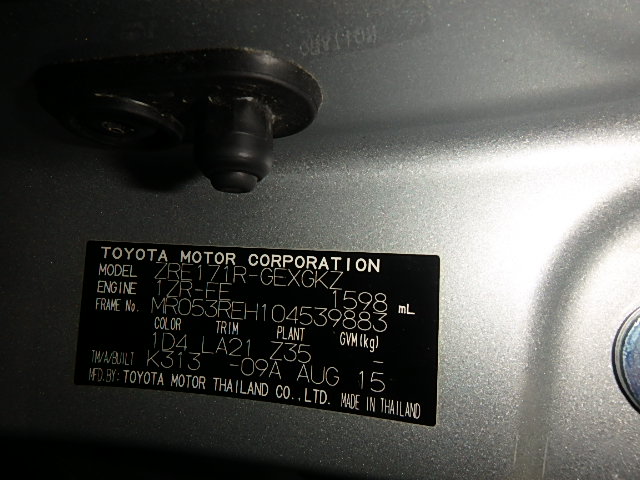 TOYOTA MOTOR CORPORATION
MODEL ZRE171R-GEXGKZ
ENGINE 1ZR-FE 1598 mL
FRAME No. MR053REH104539883
COLOR TRIM PLANT GVM(kg)
1D4 LA21 Z35 -
TM/A/BUILT K313 -09A AUG 15
MFD.BY: TOYOTA MOTOR THAILAND CO.,LTD. MADE IN THAILAND